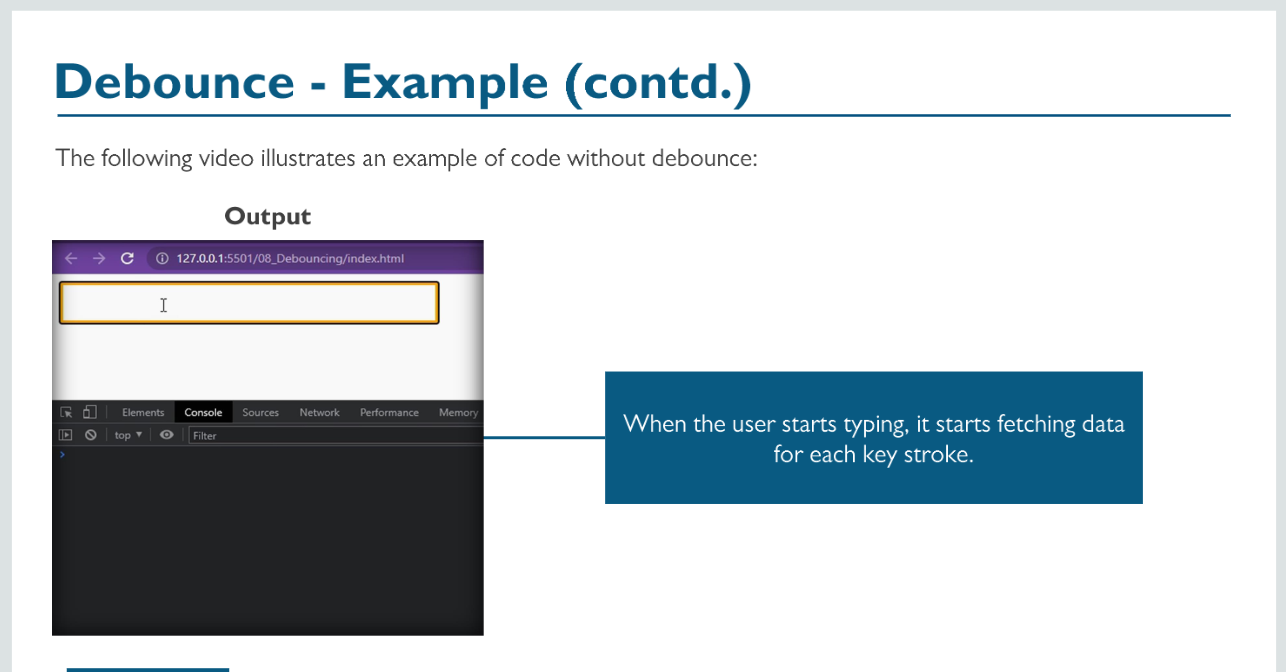 Debounce - Example (contd.)
The following video illustrates an example of code without debounce:
Output
127.0.0.1:5501/08_Debouncing/index.html
Elements Console Sources Network Performance Memory
top Filter
When the user starts typing, it starts fetching data
for each key stroke.